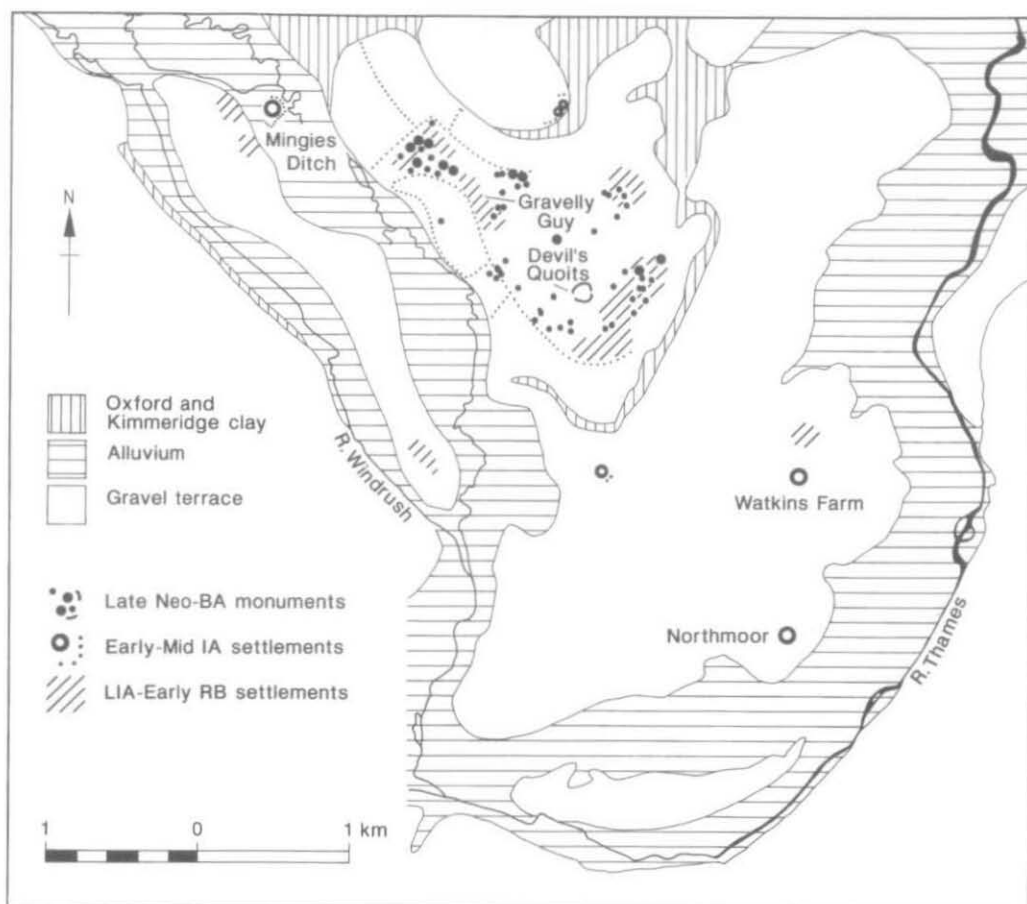 Mingies
Ditch
N
Gravelly
Guy
Devil's
Quoits
Oxford and
Kimmeridge clay
Alluvium
Gravel terrace
R. Windrush
Watkins Farm
Late Neo-BA monuments
Early-Mid IA settlements
LIA-Early RB settlements
Northmoor
R. Thames
1 0 1 km